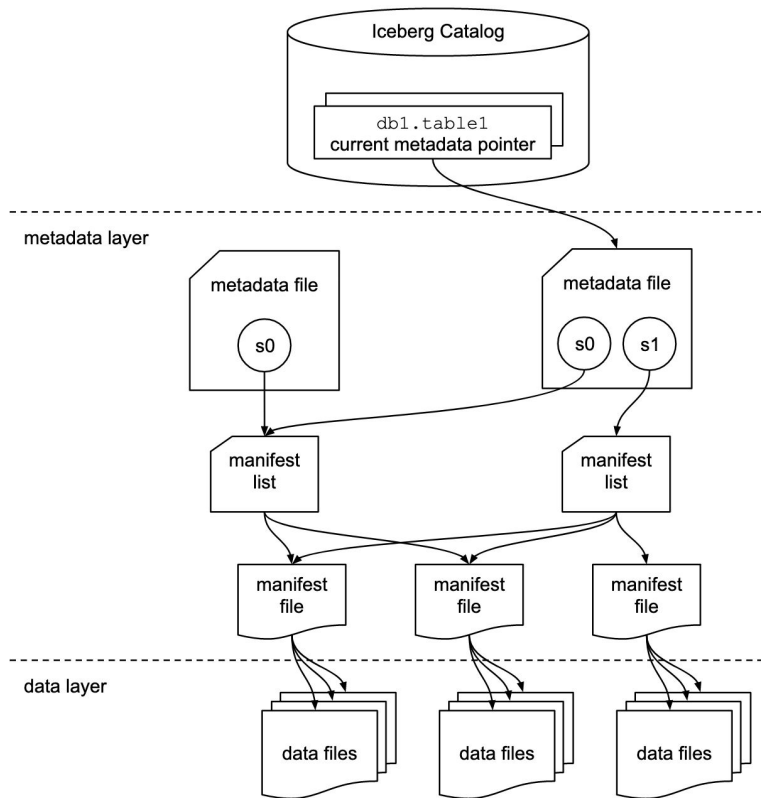 Iceberg Catalog
db1.table1
current metadata pointer
metadata layer
metadata file
s0
metadata file
s0
s1
manifest
list
manifest
list
manifest
file
manifest
file
manifest
file
data layer
data files
data files
data files